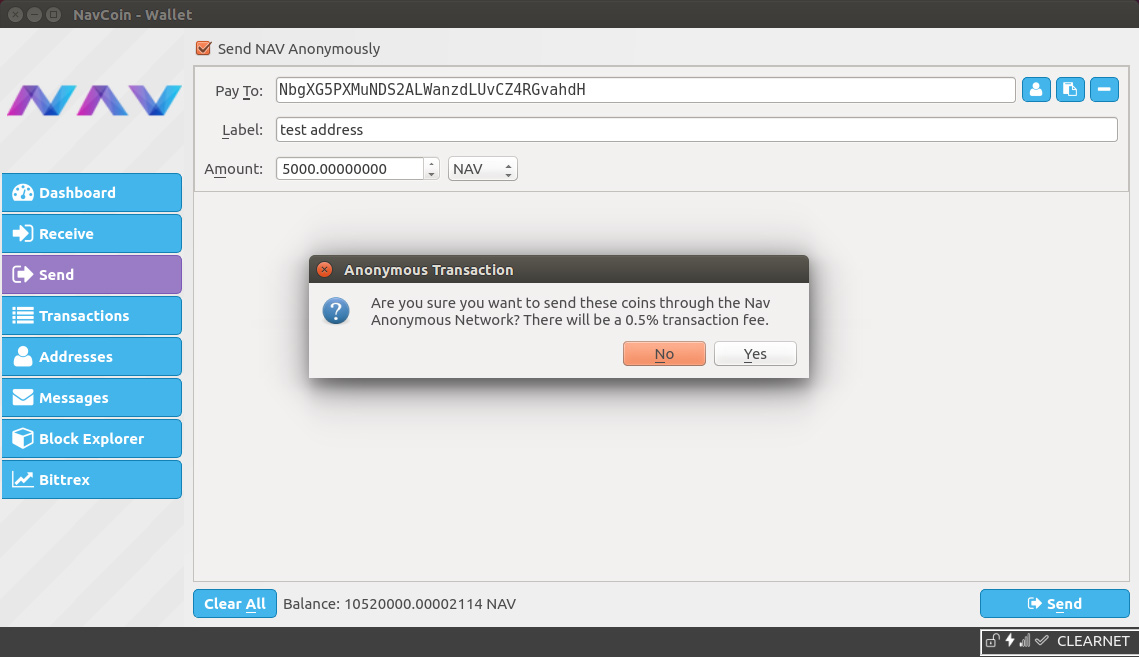 NavCoin - Wallet
Send NAV Anonymously
NAV
Pay To: NbgXG5PXMuNDS2ALWanzdLUvCZ4RGvahdH
Label: test address
Amount: 5000.00000000 NAV
Dashboard
Receive
Send
Transactions
Addresses
Messages
Block Explorer
Bittrex
Anonymous Transaction
Are you sure you want to send these coins through the Nav
Anonymous Network? There will be a 0.5% transaction fee.
No Yes
Clear All Balance: 10520000.00002114 NAV Send
CLEARNET